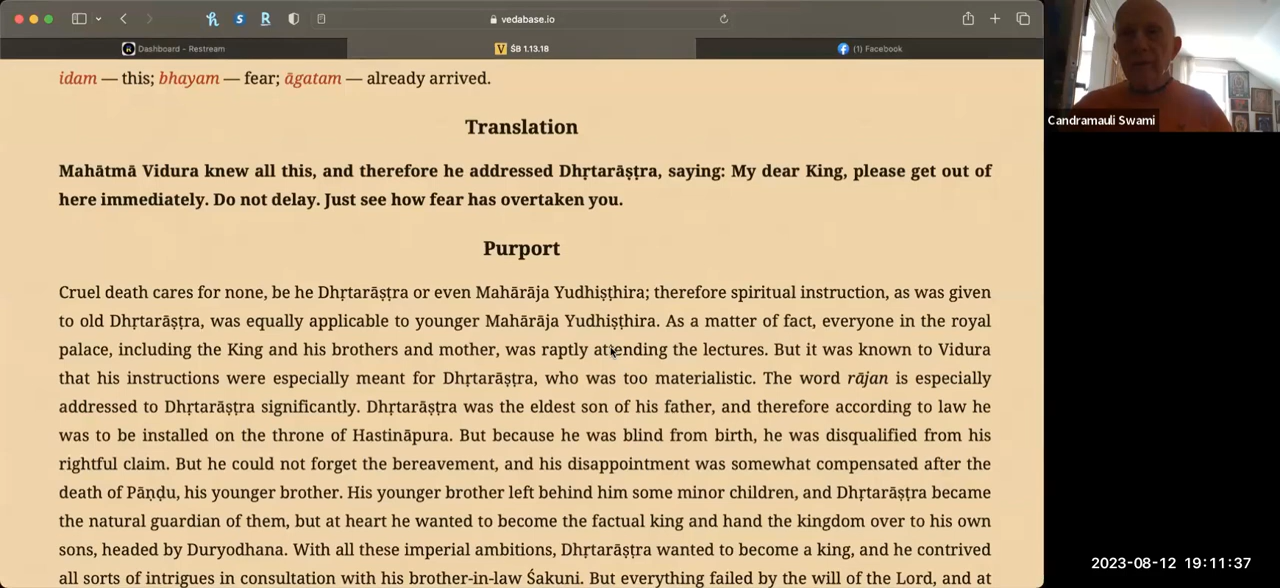 vedabase.io
Dashboard - Restream
ŚB 1.13.18
(1) Facebook
idam — this; bhayam — fear; āgatam — already arrived.
Translation
Mahātmā Vidura knew all this, and therefore he addressed Dhṛtarāṣṭra, saying: My dear King, please get out of
here immediately. Do not delay. Just see how fear has overtaken you.
Purport
Cruel death cares for none, be he Dhṛtarāṣṭra or even Mahārāja Yudhiṣṭhira; therefore spiritual instruction, as was given
to old Dhṛtarāṣṭra, was equally applicable to younger Mahārāja Yudhiṣṭhira. As a matter of fact, everyone in the royal
palace, including the King and his brothers and mother, was raptly attending the lectures. But it was known to Vidura
that his instructions were especially meant for Dhṛtarāṣṭra, who was too materialistic. The word rājan is especially
addressed to Dhṛtarāṣṭra significantly. Dhṛtarāṣṭra was the eldest son of his father, and therefore according to law he
was to be installed on the throne of Hastināpura. But because he was blind from birth, he was disqualified from his
rightful claim. But he could not forget the bereavement, and his disappointment was somewhat compensated after the
death of Pāṇḍu, his younger brother. His younger brother left behind him some minor children, and Dhṛtarāṣṭra became
the natural guardian of them, but at heart he wanted to become the factual king and hand the kingdom over to his own
sons, headed by Duryodhana. With all these imperial ambitions, Dhṛtarāṣṭra wanted to become a king, and he contrived
all sorts of intrigues in consultation with his brother-in-law Śakuni. But everything failed by the will of the Lord, and at
Candramauli Swami
2023-08-12 19:11:37